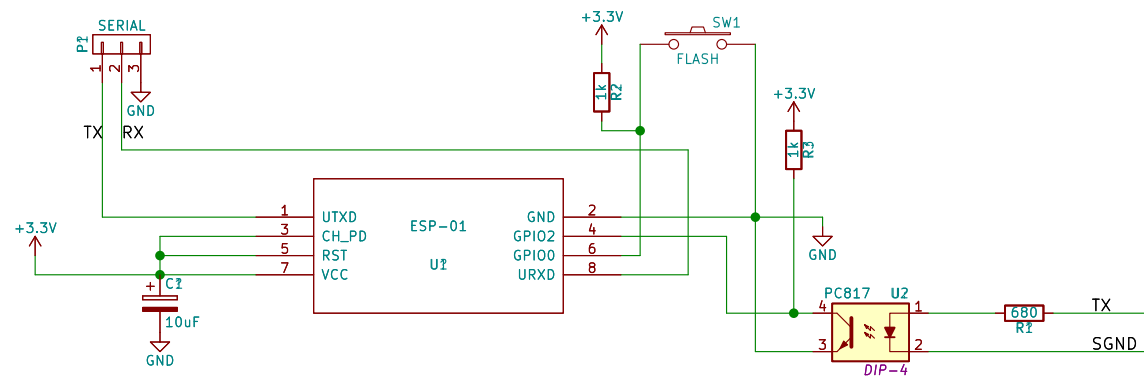 SERIAL
P1
1
2
3
GND
TX
RX
+3.3V
1k
R2
SW1
FLASH
+3.3V
1k
R3
ESP-01
U1
1
UTXD
3
CH_PD
5
RST
7
VCC
GND
2
GPIO2
4
GPIO0
6
URXD
8
+3.3V
+
C1
10uF
GND
GND
PC817
U2
4
3
1
2
DIP-4
680
R1
TX
SGND